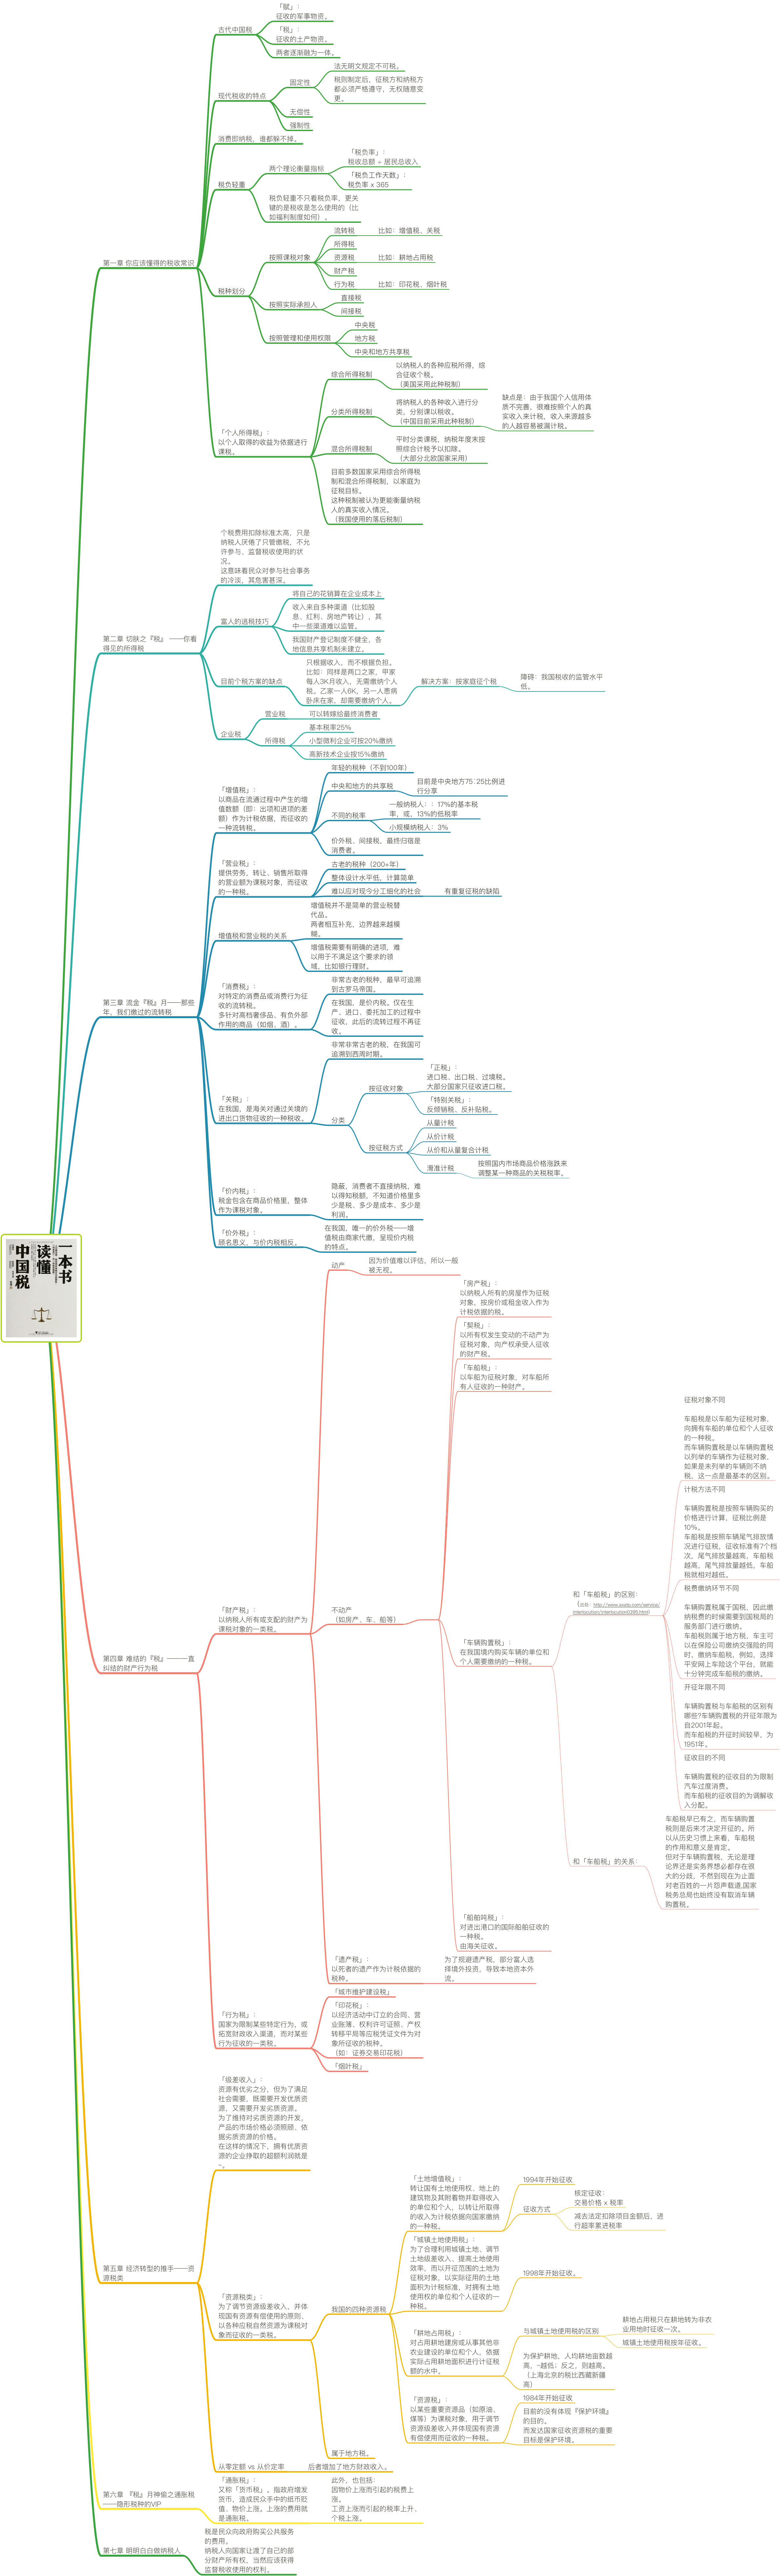 一本书
读懂
中国税
第一章 你应该懂得的税收常识
古代中国税
「赋」：
征收的军事物资。
「税」：
征收的土产物资。
两者逐渐融为一体。
现代税收的特点
固定性
法无明文规定不可税。
税则制定后，征税方和纳税方
都必须严格遵守，无权随意变
更。
无偿性
强制性
消费即纳税，谁都躲不掉。
税负轻重
两个理论衡量指标
「税负率」：
税收总额 ÷ 居民总收入
「税负工作天数」：
税负率 x 365
税负轻重不只看税负率，更关
键的是税收是怎么使用的（比
如福利制度如何）。
税种划分
按照课税对象
流转税
比如：增值税、关税
所得税
资源税
比如：耕地占用税
财产税
行为税
比如：印花税、烟叶税
按照实际承担人
直接税
间接税
按照管理和使用权限
中央税
地方税
中央和地方共享税
「个人所得税」：
以个人取得的收益为依据进行
课税。
综合所得税制
以纳税人的各种应税所得，综
合征收个税。
（美国采用此种税制）
分类所得税制
将纳税人的各种收入进行分
类，分别课以税收。
（中国目前采用此种税制）
缺点是：由于我国个人信用体
质不完善，很难按照个人的真
实收入来计税，收入来源越多
的人越容易被漏计税。
混合所得税制
平时分类课税，纳税年度末按
照综合计税予以扣除。
（大部分北欧国家采用）
目前多数国家采用综合所得税
制和混合所得税制，以家庭为
征税目标。
这种税制被认为更能衡量纳税
人的真实收入情况。
（我国使用的落后税制）
第二章 切肤之『税』 ——你看
得见的所得税
个税费用扣除标准太高，只是
纳税人厌倦了只管缴税，不允
许参与、监督税收使用的状
况。
这意味着民众对参与社会事务
的冷淡，其危害甚深。
富人的逃税技巧
将自己的花销算在企业成本上
收入来自多种渠道（比如股
息、红利、房地产转让），其
中一些渠道难以监管。
我国财产登记制度不健全，各
地信息共享机制未建立。
目前个税方案的缺点
只根据收入，而不根据负担。
比如：同样是两口之家，甲家
每人3K月收入，无需缴纳个人
税。乙家一人6K，另一人患病
卧床在家，却需要缴纳个人。
解决方案：按家庭征个税
障碍：我国税收的监管水平
低。
企业税
营业税
可以转嫁给最终消费者
所得税
基本税率25%
小型微利企业可按20%缴纳
高新技术企业按15%缴纳
第三章 流金『税』月——那些
年，我们缴过的流转税
「增值税」：
以商品在流通过程中产生的增
值数额（即：出项和进项的差
额）作为计税依据，而征收的
一种流转税。
年轻的税种（不到100年）
中央和地方的共享税
目前是中央地方75:25比例进
行分享
不同的税率
一般纳税人：：17%的基本税
率，或，13%的低税率
小规模纳税人：3%
价外税、间接税，最终归宿是
消费者。
「营业税」：
提供劳务，转让、销售所取得
的营业额为课税对象，而征收
的一种税。
古老的税种（200+年）
整体设计水平低，计算简单
难以应对现今分工细化的社会
有重复征税的缺陷
增值税和营业税的关系
增值税并不是简单的营业税替
代品。
两者相互补充，边界越来越模
糊。
增值税需要有明确的进项，难
以用于不满足这个要求的领
域，比如银行理财。
「消费税」：
对特定的消费品或消费行为征
收的流转税。
多针对高档奢侈品、有负外部
作用的商品（如烟、酒）。
非常古老的税种，最早可追溯
到古罗马帝国。
在我国，是价内税。仅在生
产、进口、委托加工的过程中
征收，此后的流转过程不再征
收。
「关税」：
在我国，是海关对通过关境的
进出口货物征收的一种税收。
非常非常古老的税，在我国可
追溯到西周时期。
分类
按征收对象
「正税」：
进口税、出口税、过境税。
大部分国家只征收进口税。
「特别关税」：
反倾销税、反补贴税。
按征税方式
从量计税
从价计税
从价和从量复合计税
滑准计税
按照国内市场商品价格涨跌来
调整某一种商品的关税税率。
「价内税」：
税金包含在商品价格里，整体
作为课税对象。
隐蔽，消费者不直接纳税，难
以得知税额，不知道价格里多
少是税、多少是成本、多少是
利润。
「价外税」：
顾名思义，与价内税相反。
在我国，唯一的价外税——增
值税由商家代缴，呈现价内税
的特点。
第四章 难结的『税』——一直
纠结的财产行为税
「财产税」：
以纳税人所有或支配的财产为
课税对象的一类税。
动产
因为价值难以评估，所以一般
被无视。
不动产
（如房产、车、船等）
「房产税」：
以纳税人所有的房屋作为征税
对象，按房价或租金收入作为
计税依据的税。
「契税」：
以所有权发生变动的不动产为
征税对象，向产权承受人征收
的财产税。
「车船税」：
以车船为征税对象，对车船所
有人征收的一种财产。
「车辆购置税」：
在我国境内购买车辆的单位和
个人需要缴纳的一种税。
和「车船税」的区别：
征税对象不同
车船税是以车船为征税对象，
向拥有车船的单位和个人征收
的一种税。
而车辆购置税是以车辆购置税
以列举的车辆作为征税对象，
如果是未列举的车辆则不纳
税，这一点是最基本的区别。
计税方法不同
车辆购置税是按照车辆购买的
价格进行计算，征税比例是
10%。
车船税是按照车辆尾气排放情
况进行征税，征收标准有7个档
次，尾气排放量越高，车船税
越高，尾气排放量越低，车船
税就相对越低。
税费缴纳环节不同
车辆购置税属于国税，因此缴
纳税费的时候需要到国税局的
服务部门进行缴纳。
车船税则属于地方税，车主可
以在保险公司缴纳交强险的同
时，缴纳车船税，例如，选择
平安网上车险这个平台，就能
十分钟完成车船税的缴纳。
开征年限不同
车辆购置税与车船税的区别有
哪些?车辆购置税的开征年限为
自2001年起。
而车船税的开征时间较早，为
1951年。
征收目的不同
车辆购置税的征收目的为限制
汽车过度消费。
而车船税的征收目的为调解收
入分配。
和「车船税」的关系：
车船税早已有之，而车辆购置
税则是后来才决定开征的。所
以从历史习惯上来看，车船税
的作用和意义是肯定。
但对于车辆购置税，无论是理
论界还是实务界想必都存在很
大的分歧，不然到现在为止面
对老百姓的一片怨声载道,国家
税务总局也始终没有取消车辆
购置税。
「船舶吨税」：
对进出港口的国际船舶征收的
一种税。
由海关征收。
「遗产税」：
以死者的遗产作为计税依据的
税种。
为了规避遗产税，部分富人选
择境外投资，导致本地资本外
流。
「行为税」：
国家为限制某些特定行为，或
拓宽财政收入渠道，而对某些
行为征收的一类税。
「城市维护建设税」
「印花税」：
以经济活动中订立的合同、营
业账簿、权利许可证照、产权
转移平局等应税凭证文件为对
象所征收的税种。
（如：证券交易印花税）
「烟叶税」
第五章 经济转型的推手——资
源税类
「级差收入」：
资源有优劣之分，但为了满足
社会需要，既需要开发优质资
源，又需要开发劣质资源。
为了维持对劣质资源的开发，
产品的市场价格必须照顾、依
据劣质资源的价格。
在这样的情况下，拥有优质资
源的企业挣取的超额利润就是
~。
「资源税类」：
为了调节资源级差收入，并体
现国有资源有偿使用的原则，
以各种应税自然资源为课税对
象而征收的一类税。
我国的四种资源税
「土地增值税」：
转让国有土地使用权、地上的
建筑物及其附着物并取得收入
的单位和个人，以转让所取得
的收入为计税依据向国家缴纳
的一种税。
1994年开始征收
征收方式
核定征收：
交易价格 x 税率
减去法定扣除项目金额后，进
行超率累进税率
「城镇土地使用税」：
为了合理利用城镇土地、调节
土地级差收入、提高土地使用
效率，而以开征范围的土地为
征税对象，以实际征用的土地
面积为计税标准，对拥有土地
使用权的单位和个人征收的一
种税。
1998年开始征收。
「耕地占用税」：
对占用耕地建房或从事其他非
农业建设的单位和个人，依据
实际占用耕地面积进行计征税
额的水中。
与城镇土地使用税的区别
耕地占用税只在耕地转为非农
业用地时征收一次。
城镇土地使用税按年征收。
为保护耕地，人均耕地亩数越
高，~越低；反之，则越高。
（上海北京的税比西藏新疆
高）
「资源税」：
以某些重要资源品（如原油、
煤等）为课税对象，用于调节
资源级差收入并体现国有资源
有偿使用而征收的一种税。
1984年开始征收
目前的没有体现『保护环境』
的目的。
而发达国家征收资源税的重要
目标是保护环境。
属于地方税。
从零定额 vs 从价定率
后者增加了地方财政收入。
第六章 『税』月神偷之通胀税
——隐形税种的VIP
「通胀税」：
又称「货币税」，指政府增发
货币，造成民众手中的纸币贬
值、物价上涨。上涨的费用就
是通胀税。
此外，也包括：
因物价上涨而引起的税费上
涨。
工资上涨而引起的税率上升、
个税上涨。
第七章 明明白白做纳税人
税是民众向政府购买公共服务
的费用。
纳税人向国家让渡了自己的部
分财产所有权，当然应该获得
监督税收使用的权利。